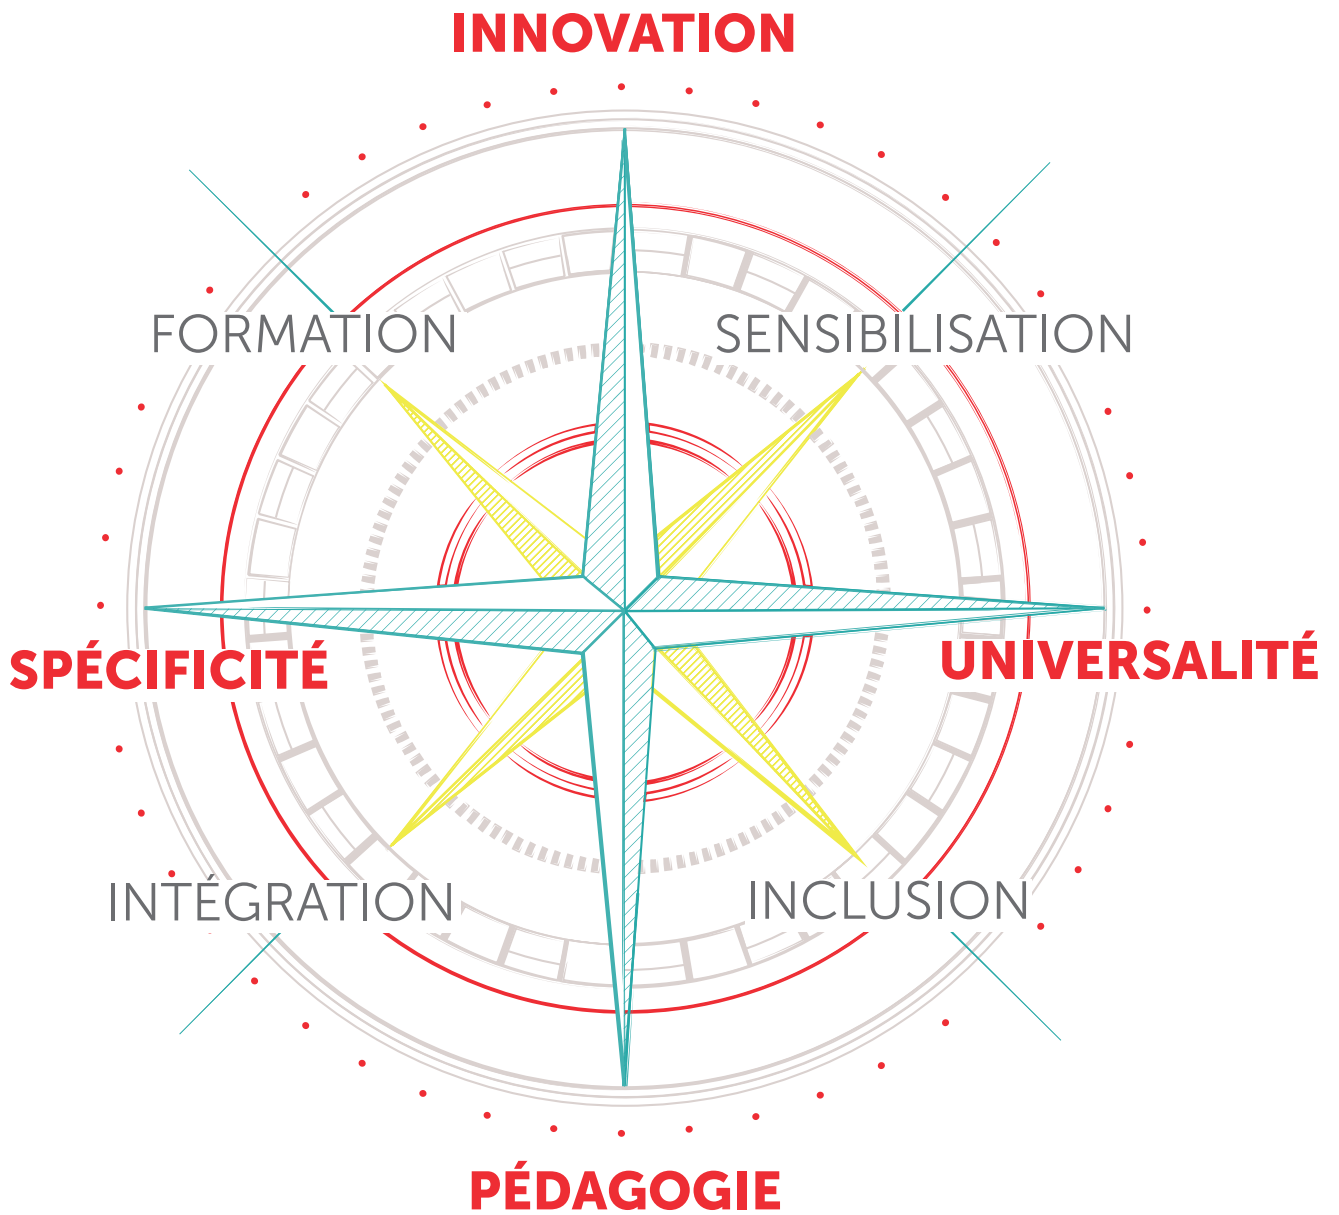 INNOVATION
FORMATION
SENSIBILISATION
SPÉCIFICITÉ
UNIVERSALITÉ
INTÉGRATION
INCLUSION
PÉDAGOGIE